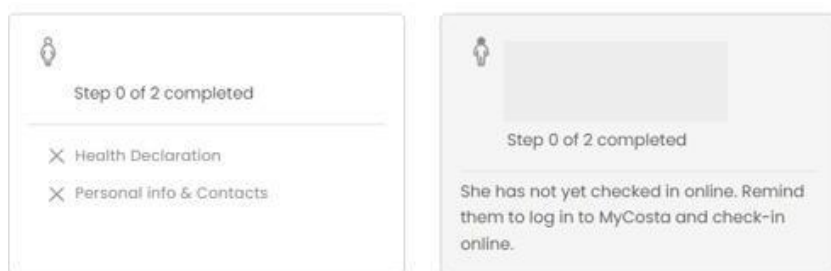 Step 0 of 2 completed
Health Declaration
Personal info & Contacts
Step 0 of 2 completed
She has not yet checked in online. Remind
them to log in to MyCosta and check-in
online.